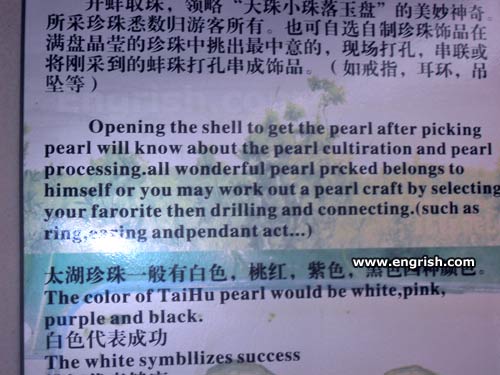 开蚌取珠，领略“大珠小珠落玉盘”的美妙神奇。
所采珍珠悉数归游客所有。也可自选自制珍珠饰品在
满盘晶莹的珍珠中挑出最中意的，现场打孔，串联或
将刚采到的蚌珠打孔串成饰品。（如戒指，耳环，吊
坠等）
Engrish.com
Opening the shell to get the pearl after picking
pearl will know about the pearl cultiration and pearl
processing.all wonderful pearl prcked belongs to
himself or you may work out a pearl craft by selecting
your farorite then drilling and connecting.(such as
ring,earing andpendant act...)
www.engrish.com
太湖珍珠一般有白色，桃红，紫色，黑色四种颜色。
The color of TaiHu pearl would be white,pink,
purple and black.
白色代表成功
The white symbllizes success